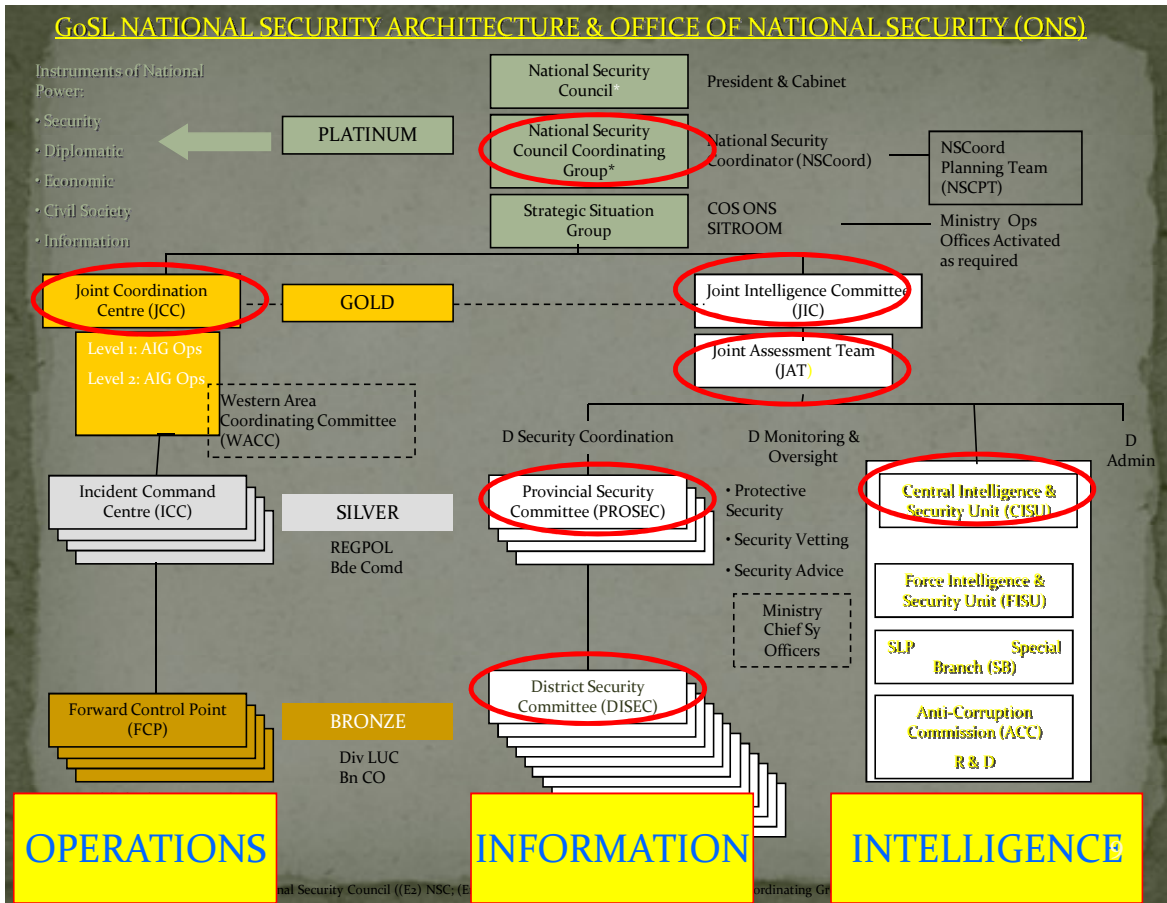 GoSL NATIONAL SECURITY ARCHITECTURE & OFFICE OF NATIONAL SECURITY (ONS)
Instruments of National
Power:
• Security
• Diplomatic
• Economic
• Civil Society
• Information
PLATINUM
National Security
Council*
President & Cabinet
National Security
Council Coordinating
Group*
National Security
Coordinator (NSCoord)
NSCoord
Planning Team
(NSCPT)
Strategic Situation
Group
COS ONS
SITROOM
Ministry Ops
Offices Activated
as required
Joint Coordination
Centre (JCC)
GOLD
Joint Intelligence Committee
(JIC)
Level 1: AIG Ops
Level 2: AIG Ops
Joint Assessment Team
(JAT)
Western Area
Coordinating Committee
(WACC)
D Security Coordination
D Monitoring &
Oversight
D
Admin
Incident Command
Centre (ICC)
SILVER
REGPOL
Bde Comd
Provincial Security
Committee (PROSEC)
• Protective
Security
• Security Vetting
• Security Advice
Ministry
Chief Sy
Officers
Central Intelligence &
Security Unit (CISU)
Force Intelligence &
Security Unit (FISU)
SLP Special
Branch (SB)
Anti-Corruption
Commission (ACC)
R & D
Forward Control Point
(FCP)
BRONZE
Div LUC
Bn CO
District Security
Committee (DISEC)
OPERATIONS
INFORMATION
INTELLIGENCE
nal Security Council ((E2) NSC; (E
ordinating Gr